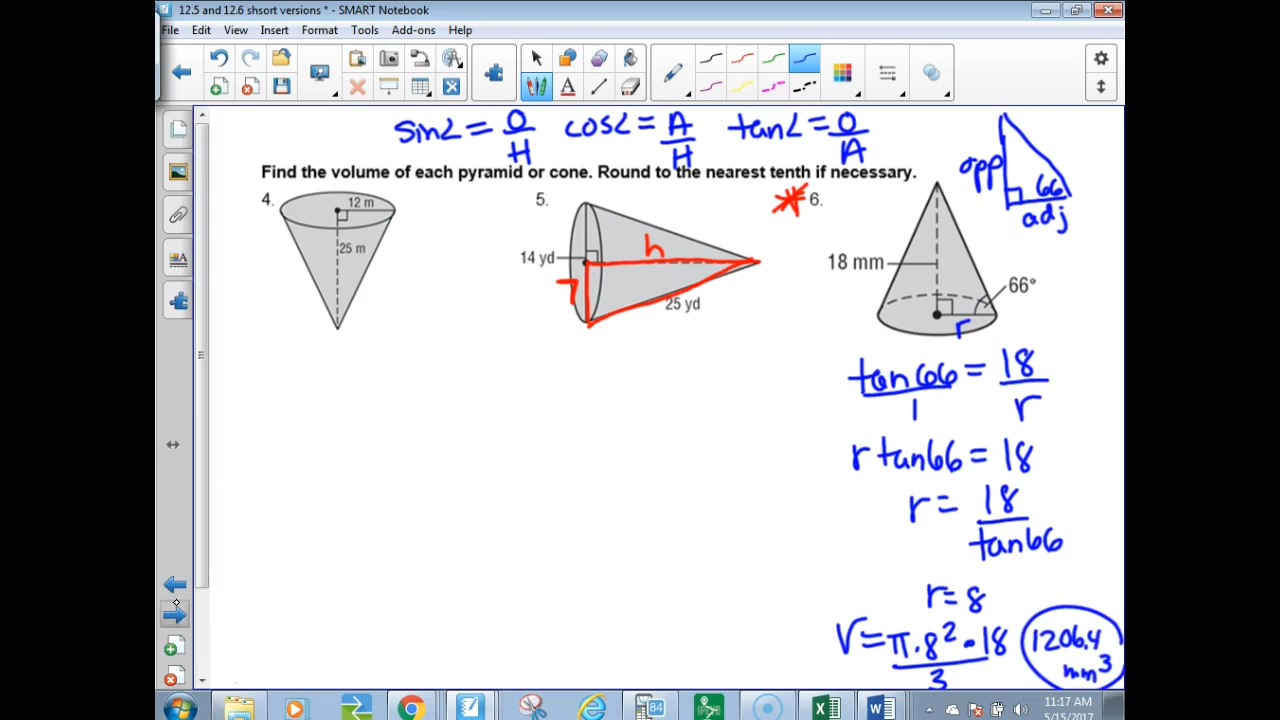 12.5 and 12.6 shsort versions * - SMART Notebook
File Edit View Insert Format Tools Add-ons Help
sin∠ = O/H cos∠ = A/H tan∠ = O/A
Find the volume of each pyramid or cone. Round to the nearest tenth if necessary.
4.
12 m
25 m
5.
14 yd
h
7
25 yd
6.
opp
66
adj
18 mm
66°
r
tan66/1 = 18/r
r tan66 = 18
r = 18/tan66
r = 8
V = π·8²·18/3
1206.4 mm³
84
11:17 AM
5/15/2017